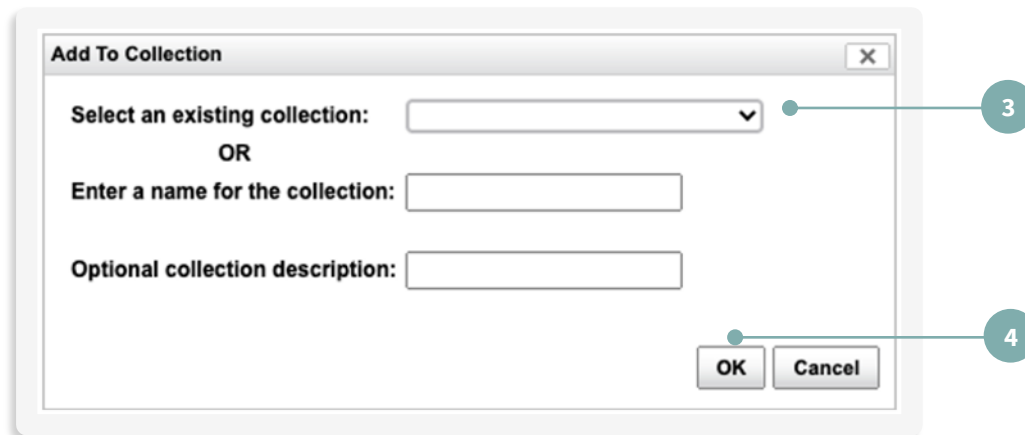 Add To Collection
Select an existing collection:
3
OR
Enter a name for the collection:
Optional collection description:
4
OK Cancel